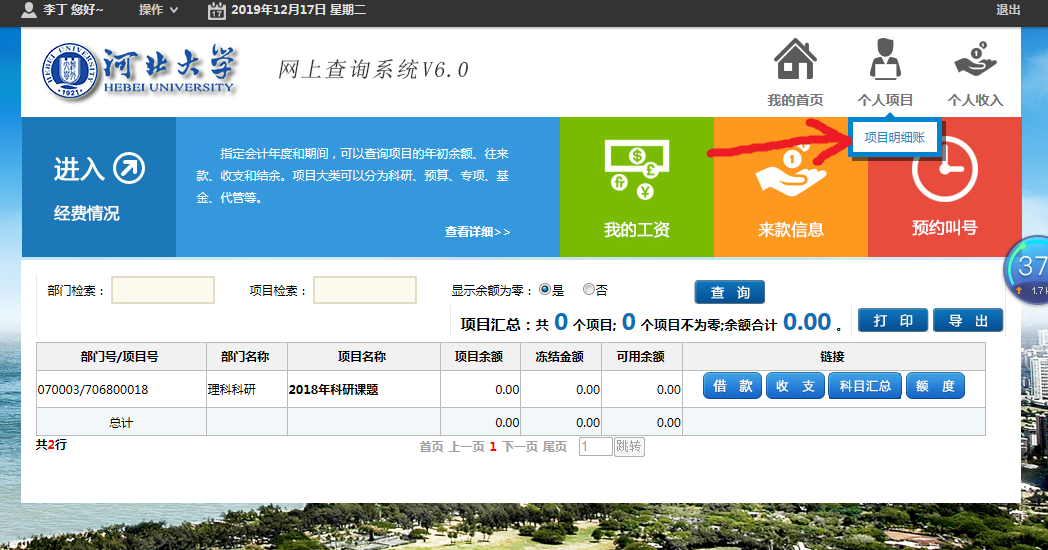 李丁 您好~ 操作 17 2019年12月17日 星期二 退出
HEBEI UNIVERSITY 1921 河北大学 HEBEI UNIVERSITY 网上查询系统V6.0
我的首页 个人项目 个人收入
项目明细账
进入
经费情况
指定会计年度和期间，可以查询项目的年初余额、往来
款、收支和结余。项目大类可以分为科研、预算、专项、基
金、代管等。
查看详细>>
我的工资 来款信息 预约叫号
37
1.7
部门检索： 项目检索： 显示余额为零： 是 否 查 询
项目汇总：共 0 个项目; 0 个项目不为零;余额合计 0.00 。 打 印 导 出
部门号/项目号 部门名称 项目名称 项目余额 冻结金额 可用余额 链接
070003/706800018 理科科研 2018年科研课题 0.00 0.00 0.00 借 款 收 支 科目汇总 额 度
总计 0.00 0.00 0.00
共2行 首页 上一页 1 下一页 尾页 1 跳转